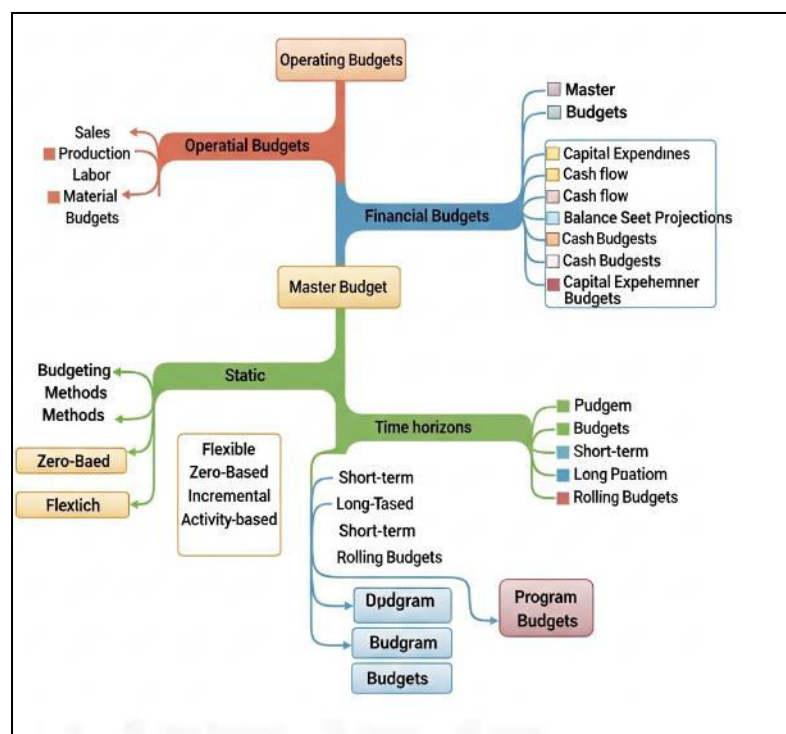 Operating Budgets
Master
Budgets
Sales
Production
Labor
Material
Budgets
Operatial Budgets
Capital Expendınes
Cash flow
Cash flow
Balance Seet Projections
Cash Budgests
Cash Budgests
Capital Expehemner
Budgets
Financial Budgets
Master Budget
Budgeting
Methods
Methods
Static
Zero-Baed
Flextich
Flexible
Zero-Based
Incremental
Activity-based
Time horizons
Pudgem
Budgets
Short-term
Long Pɑatiom
Rolling Budgets
Short-term
Long-Tased
Short-term
Rolling Budgets
Dpdgram
Budgram
Budgets
Program
Budgets